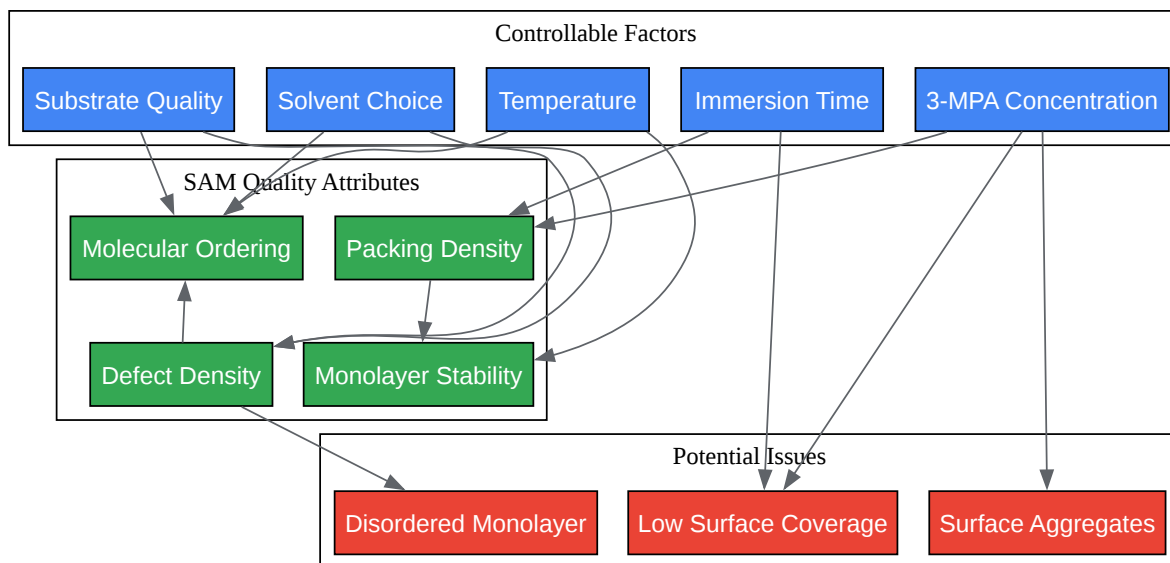 Controllable Factors
Substrate Quality
Solvent Choice
Temperature
Immersion Time
3-MPA Concentration
SAM Quality Attributes
Molecular Ordering
Packing Density
Defect Density
Monolayer Stability
Potential Issues
Disordered Monolayer
Low Surface Coverage
Surface Aggregates